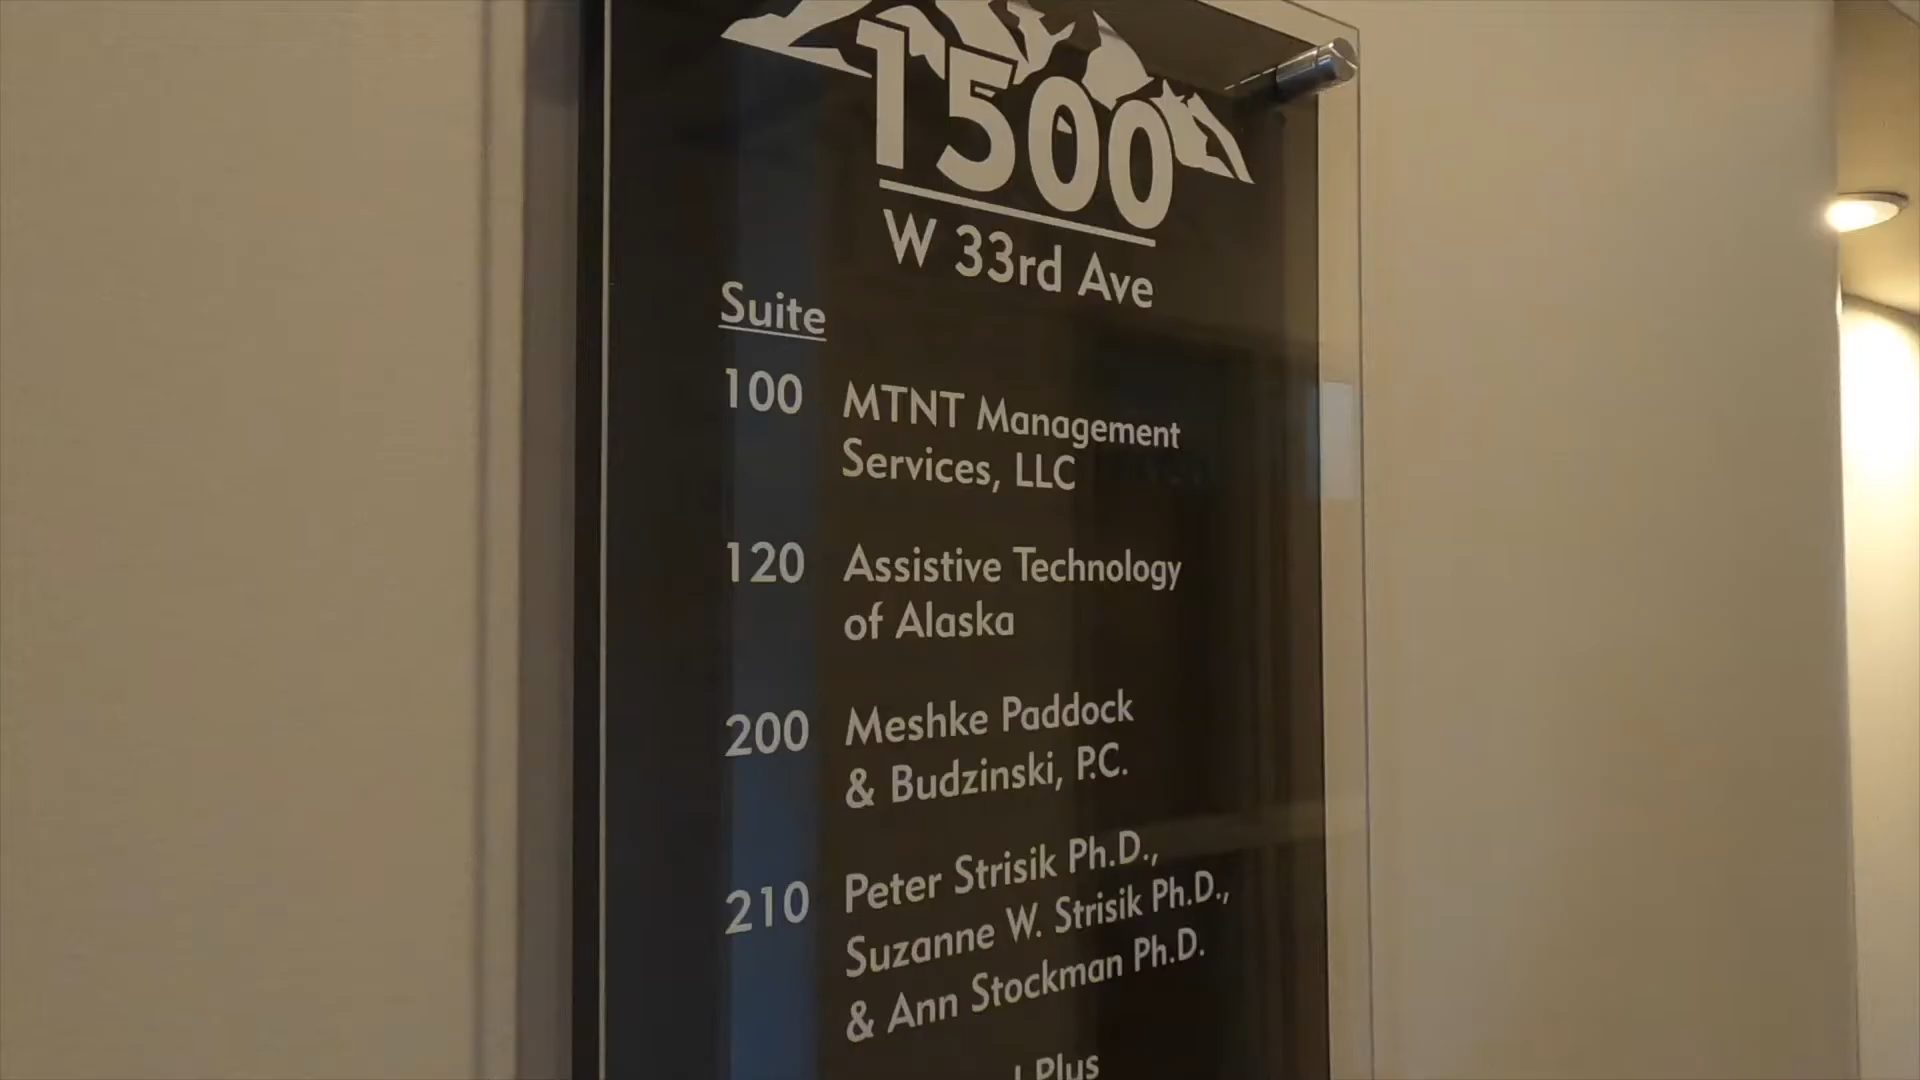 1500
W 33rd Ave
Suite
100 MTNT Management
Services, LLC
120 Assistive Technology
of Alaska
200 Meshke Paddock
& Budzinski, P.C.
210 Peter Strisik Ph.D.,
Suzanne W. Strisik Ph.D.,
& Ann Stockman Ph.D.
Plus